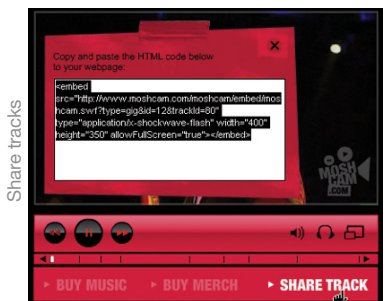 Share tracks
Copy and paste the HTML code below
to your webpage:
<embed
src="http://www.moshcam.com/moshcam/embed/mos
hcam.swf?type=gig&id=12&trackId=80"
type="application/x-shockwave-flash" width="400"
height="350" allowFullScreen="true"></embed>
MOSH
CAM
.COM
BUY MUSIC
BUY MERCH
SHARE TRACK